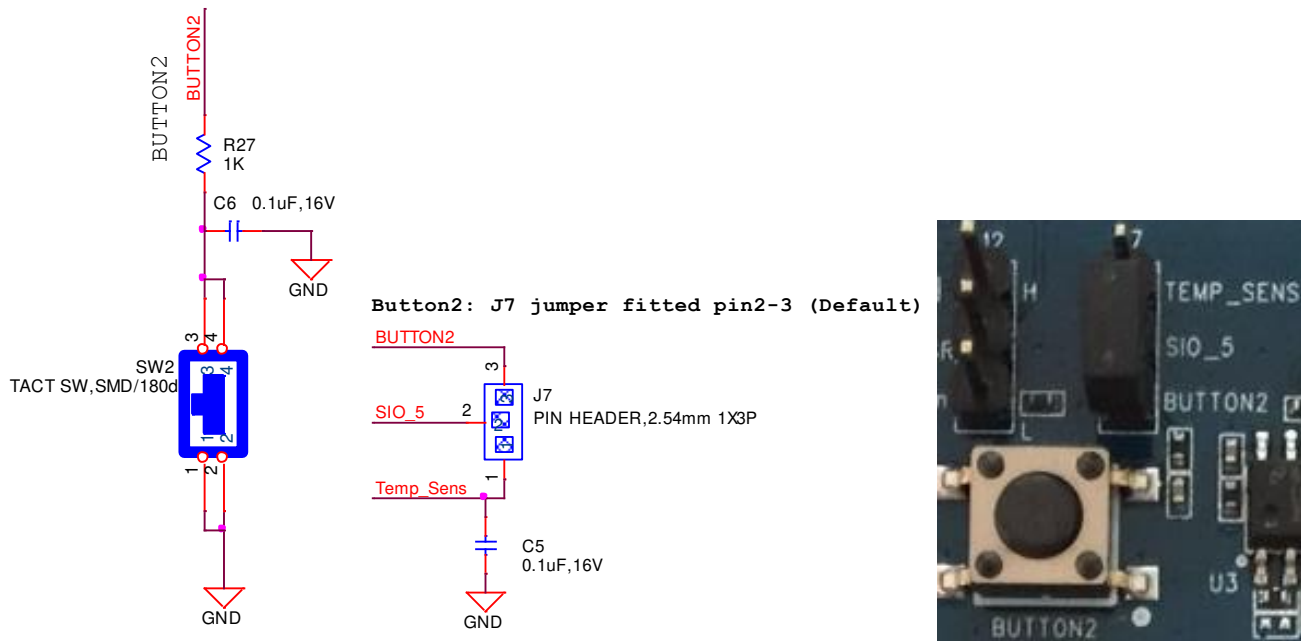 BUTTON2
BUTTON2
R27
1K
C6 0.1uF,16V
GND
3
4
SW2
TACT SW,SMD/180d
3
4
1
2
1
2
GND
Button2: J7 jumper fitted pin2-3 (Default)
BUTTON2
3
J7
PIN HEADER,2.54mm 1X3P
SIO_5
2
1
Temp_Sens
C5
0.1uF,16V
GND
H
TEMP_SENS
SIO_5
BUTTON2
L
U3
BUTTON2